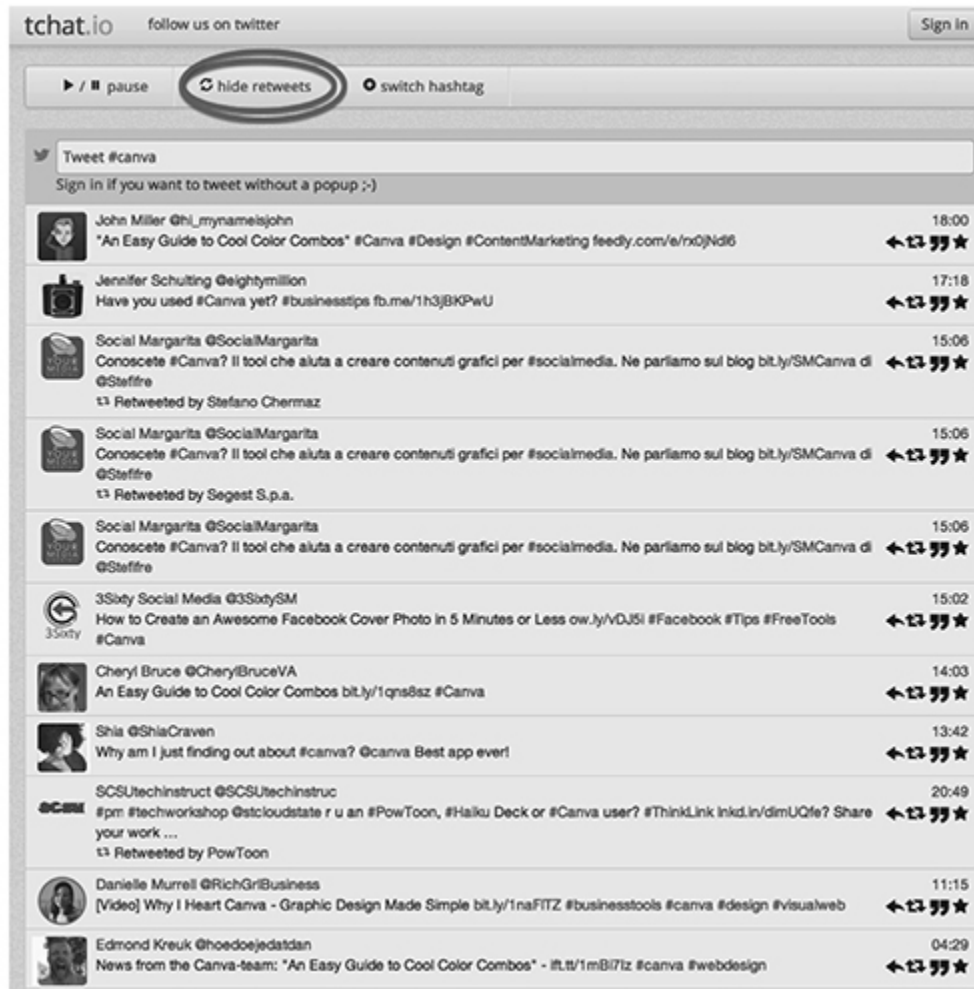 tchat.io follow us on twitter Sign in
/ pause hide retweets switch hashtag
Tweet #canva
Sign in if you want to tweet without a popup ;-)
John Miller @hi_mynameisjohn 18:00
"An Easy Guide to Cool Color Combos" #Canva #Design #ContentMarketing feedly.com/e/rx0jNdl6
Jennifer Schulting @eightymillion 17:18
Have you used #Canva yet? #businesstips fb.me/1h3jBKPwU
Social Margarita @SocialMargarita 15:06
Conoscete #Canva? Il tool che aiuta a creare contenuti grafici per #socialmedia. Ne parliamo sul blog bit.ly/SMCanva di
@Stefifre
Retweeted by Stefano Chermaz
YOUR
MEDIA
Social Margarita @SocialMargarita 15:06
Conoscete #Canva? Il tool che aiuta a creare contenuti grafici per #socialmedia. Ne parliamo sul blog bit.ly/SMCanva di
@Stefifre
Retweeted by Segest S.p.a.
YOUR
MEDIA
Social Margarita @SocialMargarita 15:06
Conoscete #Canva? Il tool che aiuta a creare contenuti grafici per #socialmedia. Ne parliamo sul blog bit.ly/SMCanva di
@Stefifre
YOUR
MEDIA
3Sixty Social Media @3SixtySM 15:02
How to Create an Awesome Facebook Cover Photo in 5 Minutes or Less ow.ly/vDJ5i #Facebook #Tips #FreeTools
#Canva
3Sixty
Cheryl Bruce @CherylBruceVA 14:03
An Easy Guide to Cool Color Combos bit.ly/1qns8sz #Canva
Shia @ShiaCraven 13:42
Why am I just finding out about #canva? @canva Best app ever!
SCSUtechinstruct @SCSUtechinstruc 20:49
SCSU #pm #techworkshop @stcloudstate r u an #PowToon, #Haiku Deck or #Canva user? #ThinkLink lnkd.in/dimUQfe? Share
your work ...
Retweeted by PowToon
Danielle Murrell @RichGrlBusiness 11:15
[Video] Why I Heart Canva - Graphic Design Made Simple bit.ly/1naFlTZ #businesstools #canva #design #visualweb
Edmond Kreuk @hoedoejedatdan 04:29
News from the Canva-team: "An Easy Guide to Cool Color Combos" - ift.tt/1mBi7Iz #canva #webdesign